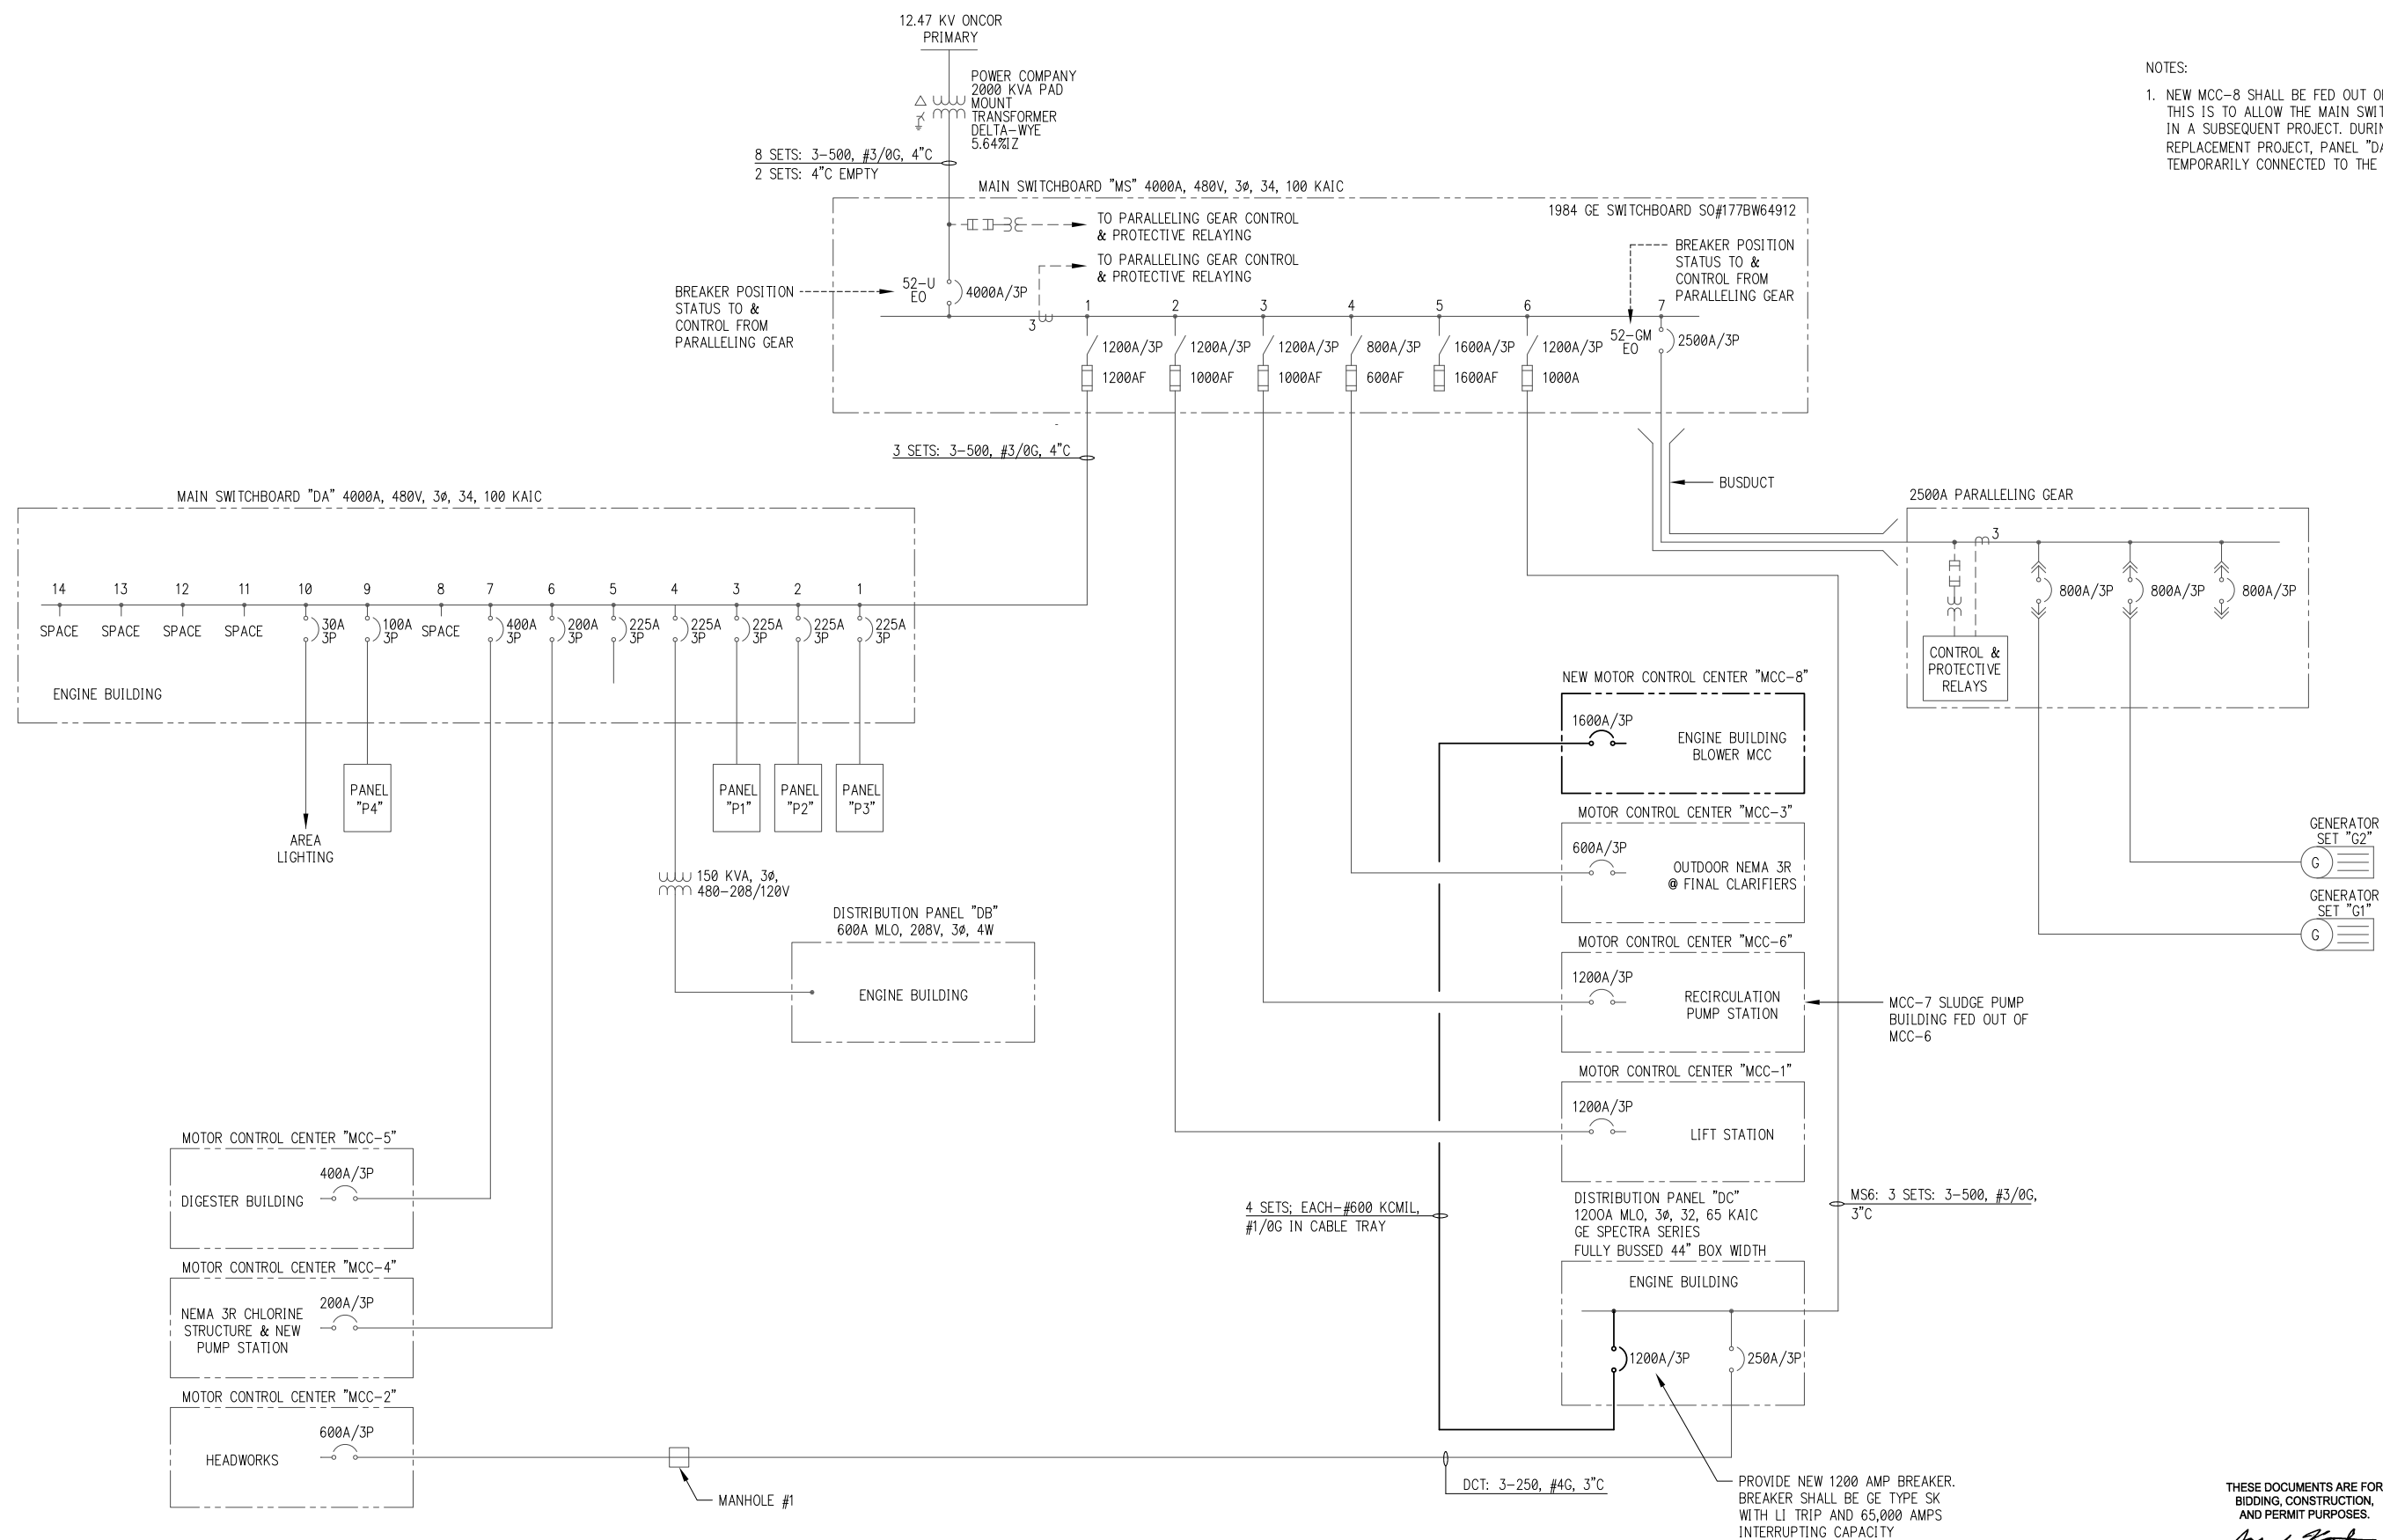 12.47 KV ONCOR
PRIMARY
POWER COMPANY
2000 KVA PAD
MOUNT
TRANSFORMER
DELTA-WYE
5.64%IZ
8 SETS: 3-500, #3/0G, 4"C
2 SETS: 4"C EMPTY
NOTES:
1. NEW MCC-8 SHALL BE FED OUT
THIS IS TO ALLOW THE MAIN
IN A SUBSEQUENT PROJECT.
REPLACEMENT PROJECT, PANEL
TEMPORARILY CONNECTED TO THE
MAIN SWITCHBOARD "MS" 4000A, 480V, 3ø, 34, 100 KAIC
1984 GE SWITCHBOARD SO#177BW64912
TO PARALLELING GEAR CONTROL
& PROTECTIVE RELAYING
TO PARALLELING GEAR CONTROL
& PROTECTIVE RELAYING
BREAKER POSITION
STATUS TO &
CONTROL FROM
PARALLELING GEAR
BREAKER POSITION
STATUS TO &
CONTROL FROM
PARALLELING GEAR
52-U
EO
4000A/3P
3
1 2 3 4 5 6 7
1200A/3P 1200A/3P 1200A/3P 800A/3P 1600A/3P 1200A/3P
52-GM
EO
2500A/3P
1200AF 1000AF 1000AF 600AF 1600AF 1000A
3 SETS: 3-500, #3/0G, 4"C
BUSDUCT
MAIN SWITCHBOARD "DA" 4000A, 480V, 3ø, 34, 100 KAIC
14 13 12 11 10 9 8 7 6 5 4 3 2 1
SPACE SPACE SPACE SPACE
30A
3P
100A
3P
SPACE
400A
3P
200A
3P
225A
3P
225A
3P
225A
3P
225A
3P
225A
3P
ENGINE BUILDING
2500A PARALLELING GEAR
3
800A/3P 800A/3P 800A/3P
CONTROL &
PROTECTIVE
RELAYS
AREA
LIGHTING
PANEL
"P4"
PANEL
"P1"
PANEL
"P2"
PANEL
"P3"
150 KVA, 3ø,
480-208/120V
DISTRIBUTION PANEL "DB"
600A MLO, 208V, 3ø, 4W
ENGINE BUILDING
NEW MOTOR CONTROL CENTER "MCC-8"
1600A/3P
ENGINE BUILDING
BLOWER MCC
MOTOR CONTROL CENTER "MCC-3"
600A/3P
OUTDOOR NEMA 3R
@ FINAL CLARIFIERS
MOTOR CONTROL CENTER "MCC-6"
1200A/3P
RECIRCULATION
PUMP STATION
MCC-7 SLUDGE PUMP
BUILDING FED OUT OF
MCC-6
MOTOR CONTROL CENTER "MCC-1"
1200A/3P
LIFT STATION
GENERATOR
SET "G2"
G
GENERATOR
SET "G1"
G
MOTOR CONTROL CENTER "MCC-5"
400A/3P
DIGESTER BUILDING
MOTOR CONTROL CENTER "MCC-4"
200A/3P
NEMA 3R CHLORINE
STRUCTURE & NEW
PUMP STATION
MOTOR CONTROL CENTER "MCC-2"
600A/3P
HEADWORKS
MANHOLE #1
4 SETS; EACH-#600 KCMIL,
#1/0G IN CABLE TRAY
DISTRIBUTION PANEL "DC"
1200A MLO, 3ø, 32, 65 KAIC
GE SPECTRA SERIES
FULLY BUSSED 44" BOX WIDTH
ENGINE BUILDING
1200A/3P
250A/3P
MS6: 3 SETS: 3-500, #3/0G,
3"C
DCT: 3-250, #4G, 3"C
PROVIDE NEW 1200 AMP BREAKER.
BREAKER SHALL BE GE TYPE SK
WITH LI TRIP AND 65,000 AMPS
INTERRUPTING CAPACITY
THESE DOCUMENTS ARE FOR
BIDDING, CONSTRUCTION,
AND PERMIT PURPOSES.